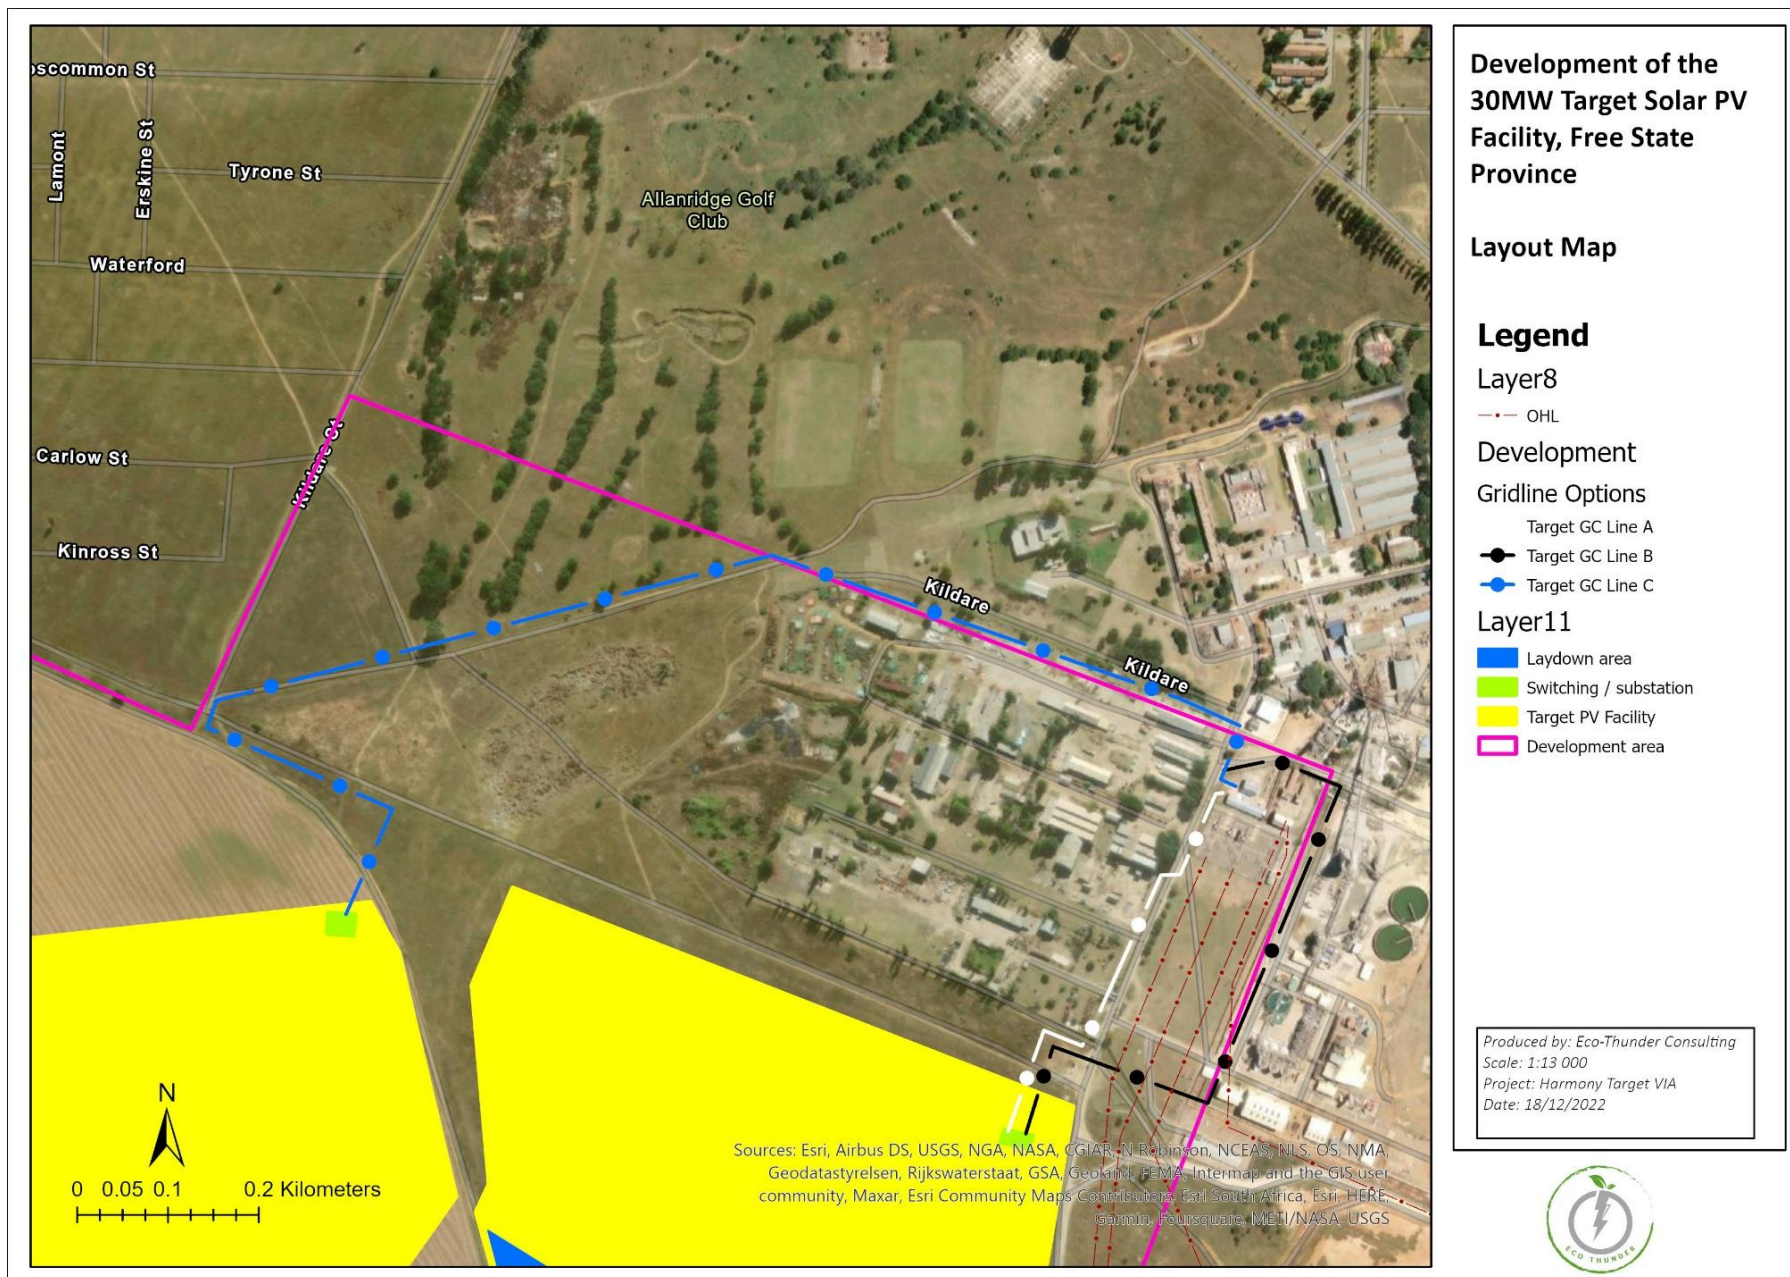 oscommon St
Lamont
Erskine St
Tyrone St
Waterford
Allanridge Golf
Club
Carlow St
Kildare St
Kinross St
Kildare
Kildare
N
0 0.05 0.1 0.2 Kilometers
Sources: Esri, Airbus DS, USGS, NGA, NASA, CGIAR, N Robinson, NCEAS, NLS, OS, NMA,
Geodatastyrelsen, Rijkswaterstaat, GSA, Geoland, FEMA, Intermap and the GIS user
community, Maxar, Esri Community Maps Contributors, Esri South Africa, Esri, HERE,
Garmin, Foursquare, METI/NASA, USGS
Development of the
30MW Target Solar PV
Facility, Free State
Province
Layout Map
Legend
Layer8
OHL
Development
Gridline Options
Target GC Line A
Target GC Line B
Target GC Line C
Layer11
Laydown area
Switching / substation
Target PV Facility
Development area
Produced by: Eco-Thunder Consulting
Scale: 1:13 000
Project: Harmony Target VIA
Date: 18/12/2022
ECO THUNDER